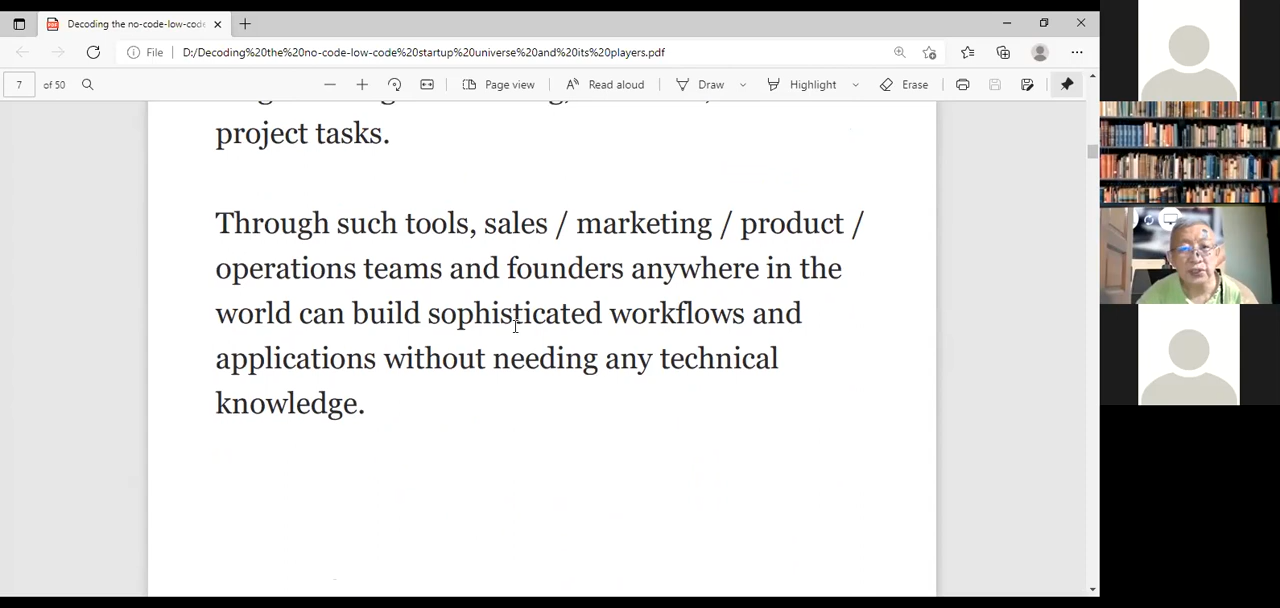 Decoding the no-code-low-code
File D:/Decoding%20the%20no-code-low-code%20startup%20universe%20and%20its%20players.pdf
7 of 50 Page view Read aloud Draw Highlight Erase
project tasks.
Through such tools, sales / marketing / product /
operations teams and founders anywhere in the
world can build sophisticated workflows and
applications without needing any technical
knowledge.